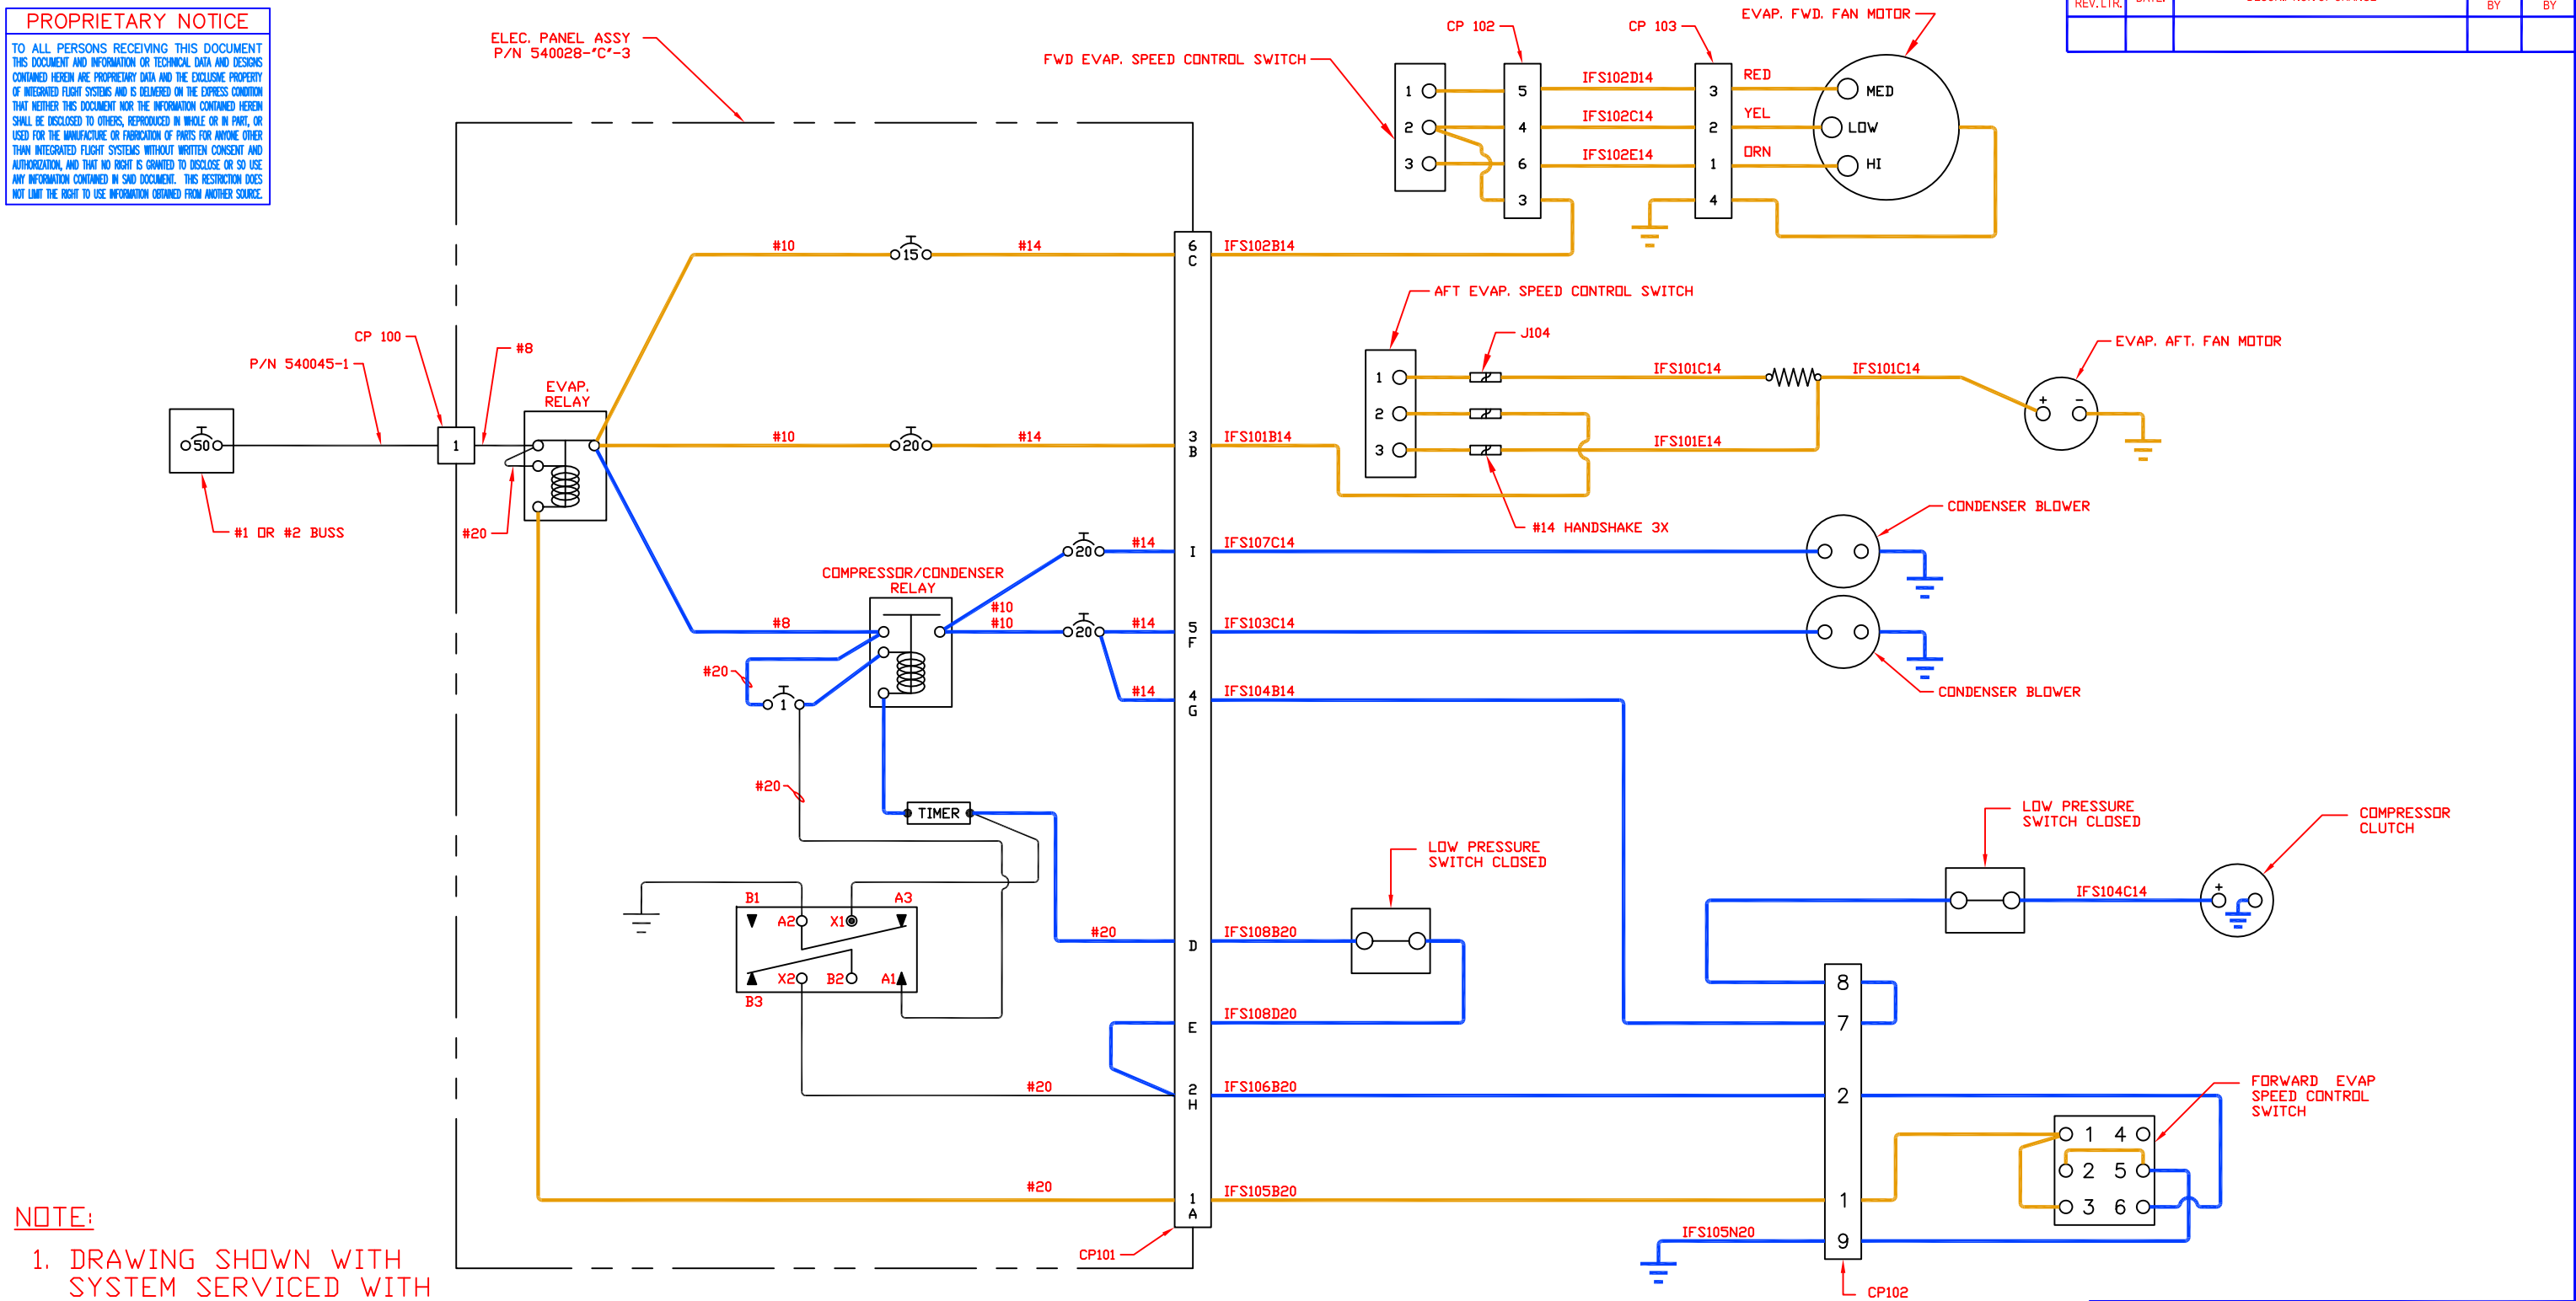 PROPRIETARY NOTICE
TO ALL PERSONS RECEIVING THIS DOCUMENT
THIS DOCUMENT AND INFORMATION OR TECHNICAL DATA AND DESIGNS
CONTAINED HEREIN ARE PROPRIETARY DATA AND THE EXCLUSIVE PROPERTY
OF INTEGRATED FLIGHT SYSTEMS AND IS DELIVERED ON THE EXPRESS CONDITION
THAT NEITHER THIS DOCUMENT NOR THE INFORMATION CONTAINED HEREIN
SHALL BE DISCLOSED TO OTHERS, REPRODUCED IN WHOLE OR IN PART, OR
USED FOR THE MANUFACTURE OR FABRICATION OF PARTS FOR ANYONE OTHER
THAN INTEGRATED FLIGHT SYSTEMS WITHOUT WRITTEN CONSENT AND
AUTHORIZATION, AND THAT NO RIGHT IS GRANTED TO DISCLOSE OR SO USE
ANY INFORMATION CONTAINED IN SAID DOCUMENT. THIS RESTRICTION DOES
NOT LIMIT THE RIGHT TO USE INFORMATION OBTAINED FROM ANOTHER SOURCE.
REV.LTR.
BY
BY
ELEC. PANEL ASSY
P/N 540028-"C"-3
FWD EVAP. SPEED CONTROL SWITCH
CP 102
CP 103
EVAP. FWD. FAN MOTOR
1
2
3
5
4
6
3
IFS102D14
IFS102C14
IFS102E14
3
2
1
4
RED
YEL
ORN
MED
LOW
HI
#10
15
#14
6
C
IFS102B14
AFT EVAP. SPEED CONTROL SWITCH
J104
1
2
3
IFS101C14
IFS101C14
IFS101E14
EVAP. AFT. FAN MOTOR
+
-
#14 HANDSHAKE 3X
CP 100
P/N 540045-1
#8
EVAP.
RELAY
50
1
#1 OR #2 BUSS
#20
#10
20
#14
3
B
IFS101B14
CONDENSER BLOWER
20
#14
I
IFS107C14
COMPRESSOR/CONDENSER
RELAY
#10
#10
#8
20
#14
5
F
IFS103C14
CONDENSER BLOWER
#20
1
#14
4
G
IFS104B14
#20
TIMER
LOW PRESSURE
SWITCH CLOSED
LOW PRESSURE
SWITCH CLOSED
COMPRESSOR
CLUTCH
IFS104C14
+
B1
A3
A2
X1
X2
B2
A1
B3
#20
D
IFS108B20
E
IFS108D20
#20
2
H
IFS106B20
#20
1
A
IFS105B20
8
7
2
1
9
FORWARD EVAP
SPEED CONTROL
SWITCH
1 4
2 5
3 6
IFS105N20
CP101
CP102
NOTE:
1. DRAWING SHOWN WITH
SYSTEM SERVICED WITH